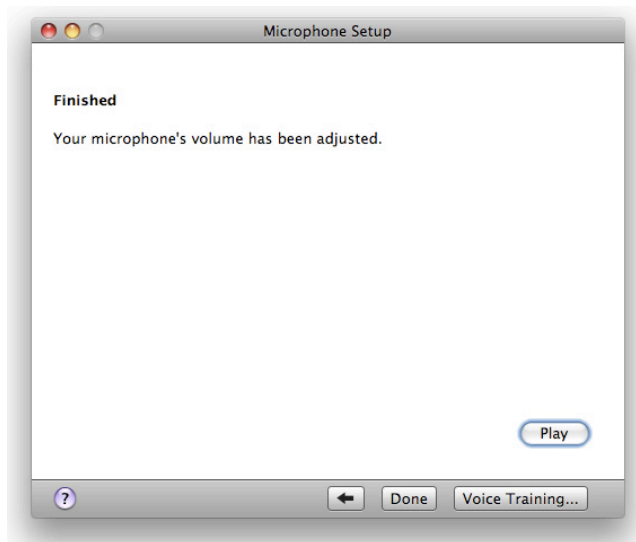 Microphone Setup
Finished
Your microphone's volume has been adjusted.
Play
? Done Voice Training...